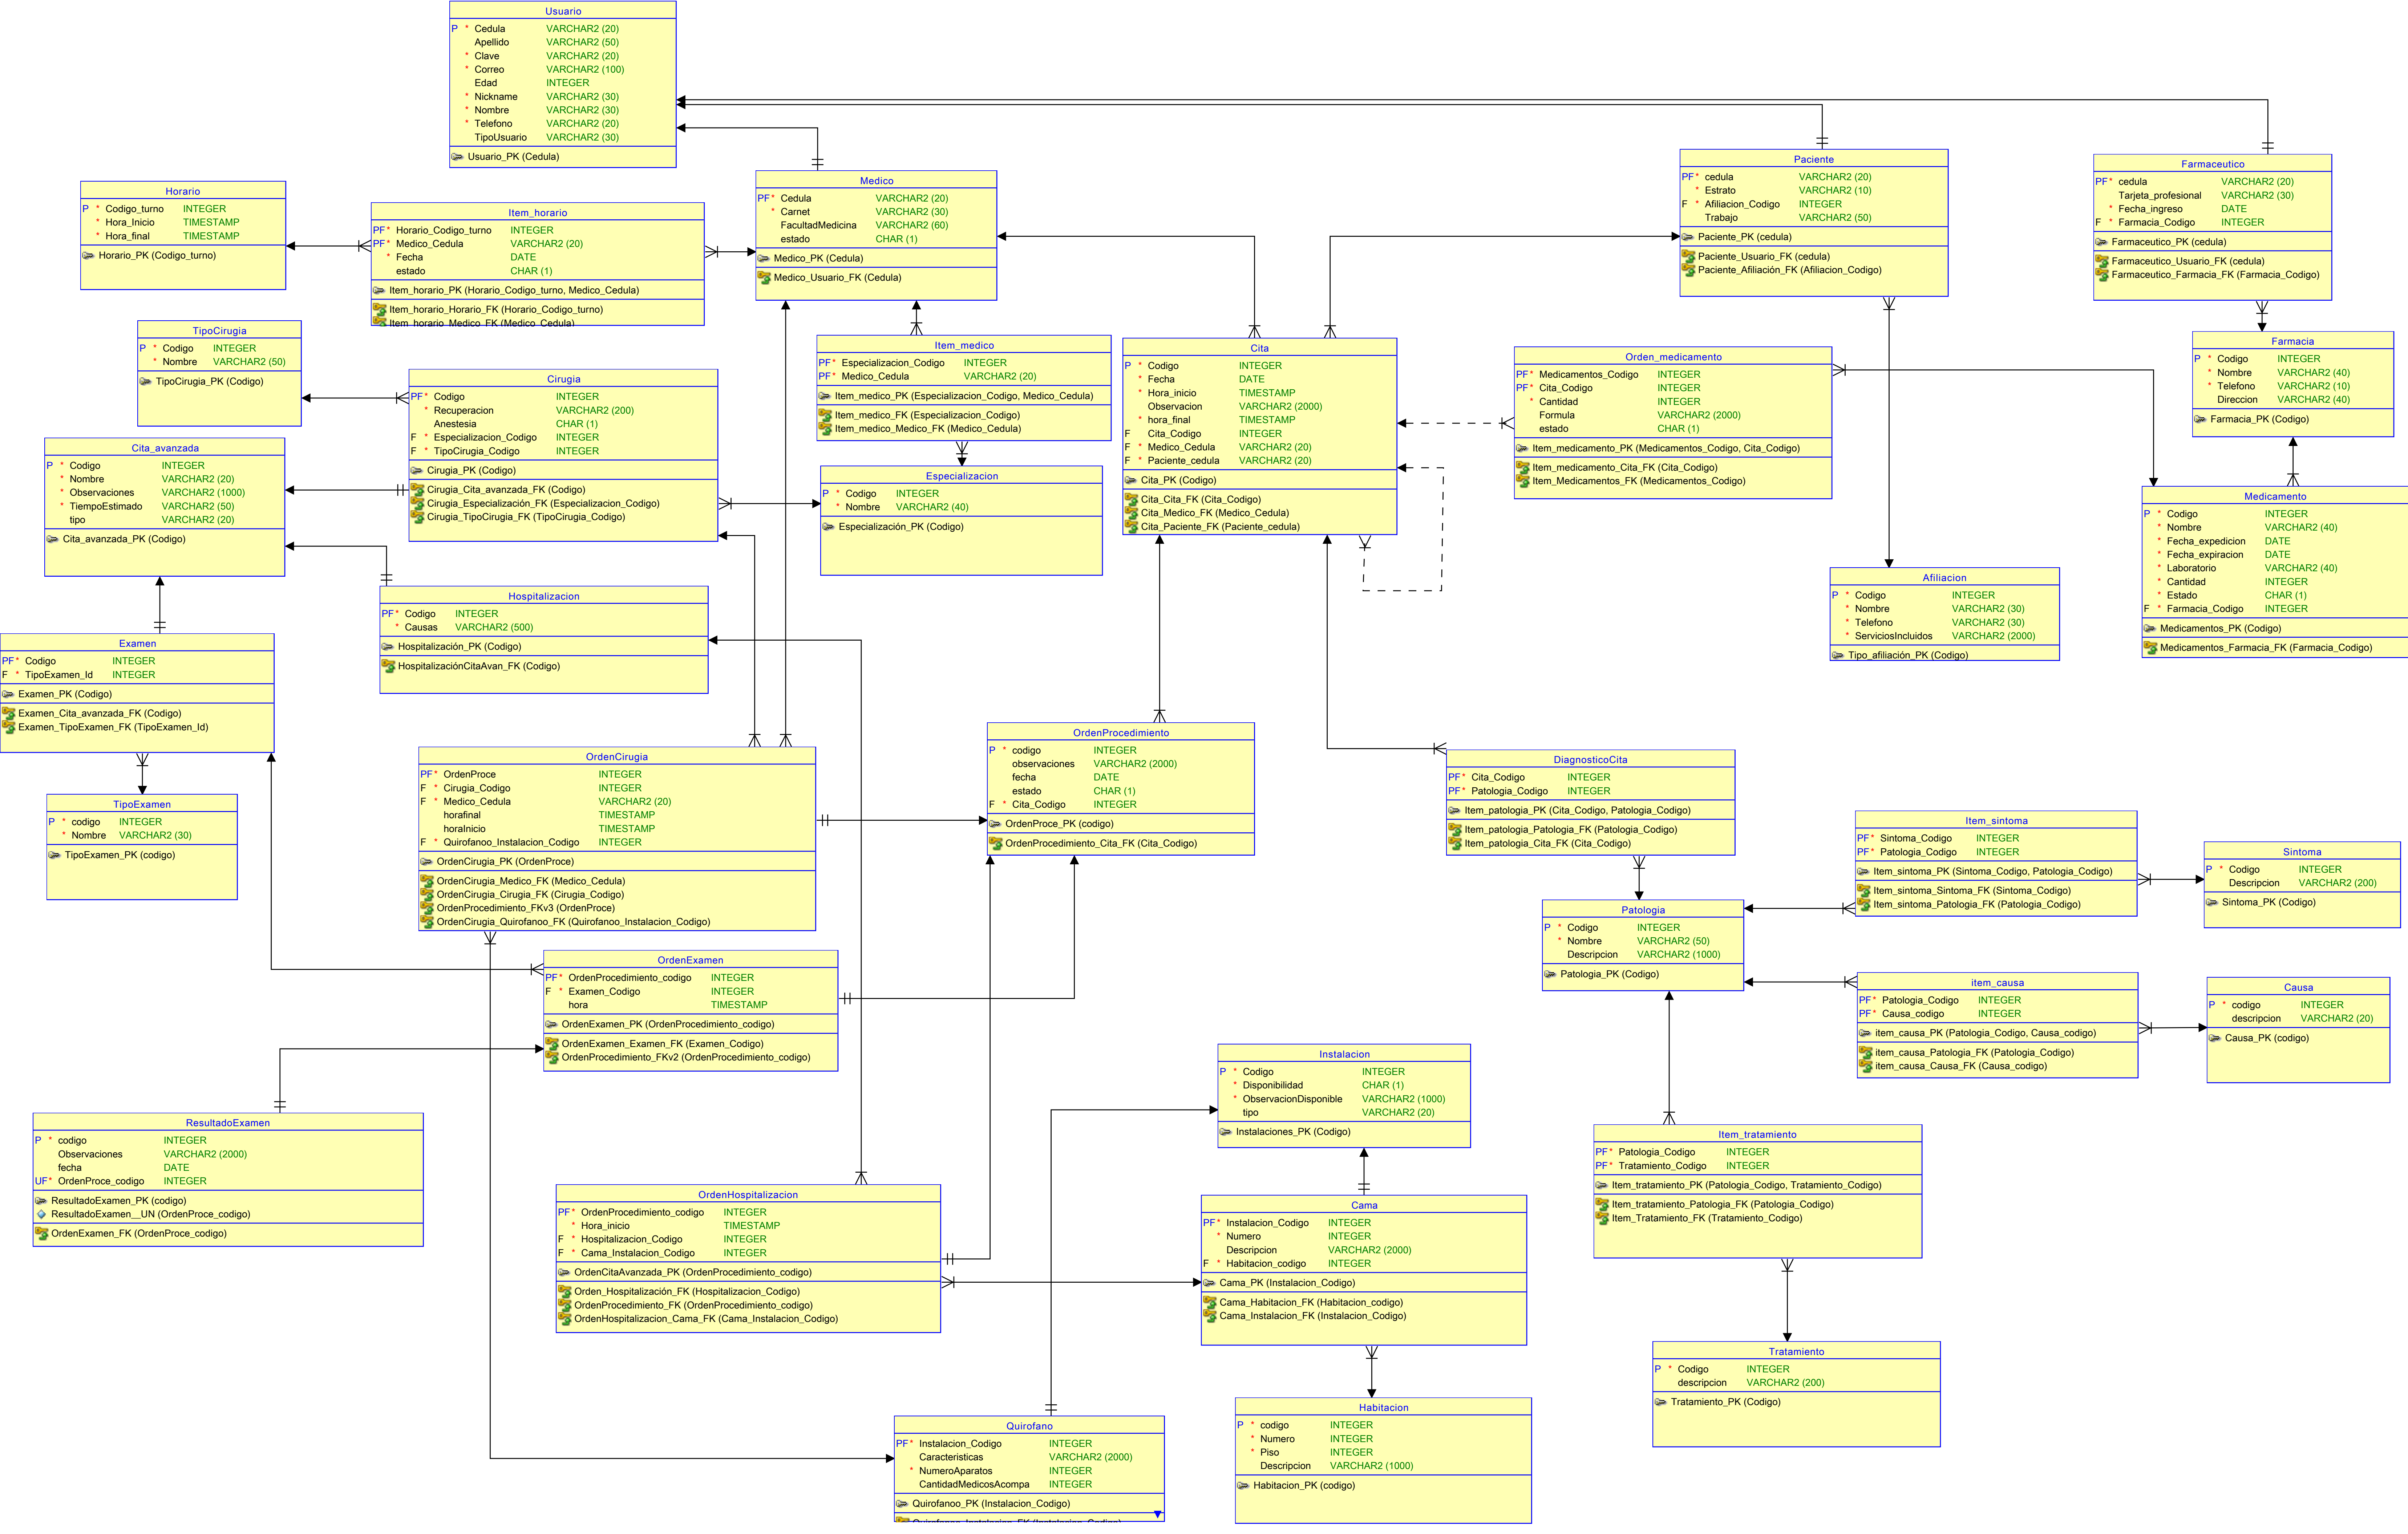 Usuario
P * Cedula VARCHAR2 (20)
Apellido VARCHAR2 (50)
* Clave VARCHAR2 (20)
* Correo VARCHAR2 (100)
Edad INTEGER
* Nickname VARCHAR2 (30)
* Nombre VARCHAR2 (30)
* Telefono VARCHAR2 (20)
TipoUsuario VARCHAR2 (30)
Usuario_PK (Cedula)
Horario
P * Codigo_turno INTEGER
* Hora_Inicio TIMESTAMP
* Hora_final TIMESTAMP
Horario_PK (Codigo_turno)
Item_horario
PF* Horario_Codigo_turno INTEGER
PF* Medico_Cedula VARCHAR2 (20)
* Fecha DATE
estado CHAR (1)
Item_horario_PK (Horario_Codigo_turno, Medico_Cedula)
Item_horario_Horario_FK (Horario_Codigo_turno)
Item_horario_Medico_FK (Medico_Cedula)
Medico
PF* Cedula VARCHAR2 (20)
* Carnet VARCHAR2 (30)
FacultadMedicina VARCHAR2 (60)
estado CHAR (1)
Medico_PK (Cedula)
Medico_Usuario_FK (Cedula)
Paciente
PF* cedula VARCHAR2 (20)
* Estrato VARCHAR2 (10)
F * Afiliacion_Codigo INTEGER
Trabajo VARCHAR2 (50)
Paciente_PK (cedula)
Paciente_Usuario_FK (cedula)
Paciente_Afiliación_FK (Afiliacion_Codigo)
Farmaceutico
PF* cedula VARCHAR2 (20)
Tarjeta_profesional VARCHAR2 (30)
* Fecha_ingreso DATE
F * Farmacia_Codigo INTEGER
Farmaceutico_PK (cedula)
Farmaceutico_Usuario_FK (cedula)
Farmaceutico_Farmacia_FK (Farmacia_Codigo)
TipoCirugia
P * Codigo INTEGER
* Nombre VARCHAR2 (50)
TipoCirugia_PK (Codigo)
Cirugia
PF* Codigo INTEGER
* Recuperacion VARCHAR2 (200)
Anestesia CHAR (1)
F * Especializacion_Codigo INTEGER
F * TipoCirugia_Codigo INTEGER
Cirugia_PK (Codigo)
Cirugia_Cita_avanzada_FK (Codigo)
Cirugia_Especialización_FK (Especializacion_Codigo)
Cirugia_TipoCirugia_FK (TipoCirugia_Codigo)
Item_medico
PF* Especializacion_Codigo INTEGER
PF* Medico_Cedula VARCHAR2 (20)
Item_medico_PK (Especializacion_Codigo, Medico_Cedula)
Item_medico_FK (Especializacion_Codigo)
Item_medico_Medico_FK (Medico_Cedula)
Cita
P * Codigo INTEGER
* Fecha DATE
* Hora_inicio TIMESTAMP
Observacion VARCHAR2 (2000)
* hora_final TIMESTAMP
F Cita_Codigo INTEGER
F * Medico_Cedula VARCHAR2 (20)
F * Paciente_cedula VARCHAR2 (20)
Cita_PK (Codigo)
Cita_Cita_FK (Cita_Codigo)
Cita_Medico_FK (Medico_Cedula)
Cita_Paciente_FK (Paciente_cedula)
Orden_medicamento
PF* Medicamentos_Codigo INTEGER
PF* Cita_Codigo INTEGER
* Cantidad INTEGER
Formula VARCHAR2 (2000)
estado CHAR (1)
Item_medicamento_PK (Medicamentos_Codigo, Cita_Codigo)
Item_medicamento_Cita_FK (Cita_Codigo)
Item_Medicamentos_FK (Medicamentos_Codigo)
Farmacia
P * Codigo INTEGER
* Nombre VARCHAR2 (40)
* Telefono VARCHAR2 (10)
Direccion VARCHAR2 (40)
Farmacia_PK (Codigo)
Cita_avanzada
P * Codigo INTEGER
* Nombre VARCHAR2 (20)
* Observaciones VARCHAR2 (1000)
* TiempoEstimado VARCHAR2 (50)
tipo VARCHAR2 (20)
Cita_avanzada_PK (Codigo)
Especializacion
P * Codigo INTEGER
* Nombre VARCHAR2 (40)
Especialización_PK (Codigo)
Medicamento
P * Codigo INTEGER
* Nombre VARCHAR2 (40)
* Fecha_expedicion DATE
* Fecha_expiracion DATE
* Laboratorio VARCHAR2 (40)
* Cantidad INTEGER
* Estado CHAR (1)
F * Farmacia_Codigo INTEGER
Medicamentos_PK (Codigo)
Medicamentos_Farmacia_FK (Farmacia_Codigo)
Afiliacion
P * Codigo INTEGER
* Nombre VARCHAR2 (30)
* Telefono VARCHAR2 (30)
* ServiciosIncluidos VARCHAR2 (2000)
Tipo_afiliación_PK (Codigo)
Hospitalizacion
PF* Codigo INTEGER
* Causas VARCHAR2 (500)
Hospitalización_PK (Codigo)
HospitalizaciónCitaAvan_FK (Codigo)
Examen
PF* Codigo INTEGER
F * TipoExamen_Id INTEGER
Examen_PK (Codigo)
Examen_Cita_avanzada_FK (Codigo)
Examen_TipoExamen_FK (TipoExamen_Id)
TipoExamen
P * codigo INTEGER
* Nombre VARCHAR2 (30)
TipoExamen_PK (codigo)
OrdenCirugia
PF* OrdenProce INTEGER
F * Cirugia_Codigo INTEGER
F * Medico_Cedula VARCHAR2 (20)
horafinal TIMESTAMP
horaInicio TIMESTAMP
F * Quirofanoo_Instalacion_Codigo INTEGER
OrdenCirugia_PK (OrdenProce)
OrdenCirugia_Medico_FK (Medico_Cedula)
OrdenCirugia_Cirugia_FK (Cirugia_Codigo)
OrdenProcedimiento_FKv3 (OrdenProce)
OrdenCirugia_Quirofanoo_FK (Quirofanoo_Instalacion_Codigo)
OrdenProcedimiento
P * codigo INTEGER
observaciones VARCHAR2 (2000)
fecha DATE
estado CHAR (1)
F * Cita_Codigo INTEGER
OrdenProce_PK (codigo)
OrdenProcedimiento_Cita_FK (Cita_Codigo)
DiagnosticoCita
PF* Cita_Codigo INTEGER
PF* Patologia_Codigo INTEGER
Item_patologia_PK (Cita_Codigo, Patologia_Codigo)
Item_patologia_Patologia_FK (Patologia_Codigo)
Item_patologia_Cita_FK (Cita_Codigo)
Item_sintoma
PF* Sintoma_Codigo INTEGER
PF* Patologia_Codigo INTEGER
Item_sintoma_PK (Sintoma_Codigo, Patologia_Codigo)
Item_sintoma_Sintoma_FK (Sintoma_Codigo)
Item_sintoma_Patologia_FK (Patologia_Codigo)
Sintoma
P * Codigo INTEGER
Descripcion VARCHAR2 (200)
Sintoma_PK (Codigo)
Patologia
P * Codigo INTEGER
* Nombre VARCHAR2 (50)
Descripcion VARCHAR2 (1000)
Patologia_PK (Codigo)
OrdenExamen
PF* OrdenProcedimiento_codigo INTEGER
F * Examen_Codigo INTEGER
hora TIMESTAMP
OrdenExamen_PK (OrdenProcedimiento_codigo)
OrdenExamen_Examen_FK (Examen_Codigo)
OrdenProcedimiento_FKv2 (OrdenProcedimiento_codigo)
item_causa
PF* Patologia_Codigo INTEGER
PF* Causa_codigo INTEGER
item_causa_PK (Patologia_Codigo, Causa_codigo)
item_causa_Patologia_FK (Patologia_Codigo)
item_causa_Causa_FK (Causa_codigo)
Causa
P * codigo INTEGER
descripcion VARCHAR2 (20)
Causa_PK (codigo)
Instalacion
P * Codigo INTEGER
* Disponibilidad CHAR (1)
* ObservacionDisponible VARCHAR2 (1000)
tipo VARCHAR2 (20)
Instalaciones_PK (Codigo)
ResultadoExamen
P * codigo INTEGER
Observaciones VARCHAR2 (2000)
fecha DATE
UF* OrdenProce_codigo INTEGER
ResultadoExamen_PK (codigo)
ResultadoExamen__UN (OrdenProce_codigo)
OrdenExamen_FK (OrdenProce_codigo)
Item_tratamiento
PF* Patologia_Codigo INTEGER
PF* Tratamiento_Codigo INTEGER
Item_tratamiento_PK (Patologia_Codigo, Tratamiento_Codigo)
Item_tratamiento_Patologia_FK (Patologia_Codigo)
Item_Tratamiento_FK (Tratamiento_Codigo)
OrdenHospitalizacion
PF* OrdenProcedimiento_codigo INTEGER
* Hora_inicio TIMESTAMP
F * Hospitalizacion_Codigo INTEGER
F * Cama_Instalacion_Codigo INTEGER
OrdenCitaAvanzada_PK (OrdenProcedimiento_codigo)
Orden_Hospitalización_FK (Hospitalizacion_Codigo)
OrdenProcedimiento_FK (OrdenProcedimiento_codigo)
OrdenHospitalizacion_Cama_FK (Cama_Instalacion_Codigo)
Cama
PF* Instalacion_Codigo INTEGER
* Numero INTEGER
Descripcion VARCHAR2 (2000)
F * Habitacion_codigo INTEGER
Cama_PK (Instalacion_Codigo)
Cama_Habitacion_FK (Habitacion_codigo)
Cama_Instalacion_FK (Instalacion_Codigo)
Tratamiento
P * Codigo INTEGER
descripcion VARCHAR2 (200)
Tratamiento_PK (Codigo)
Habitacion
P * codigo INTEGER
* Numero INTEGER
* Piso INTEGER
Descripcion VARCHAR2 (1000)
Habitacion_PK (codigo)
Quirofano
PF* Instalacion_Codigo INTEGER
Caracteristicas VARCHAR2 (2000)
* NumeroAparatos INTEGER
CantidadMedicosAcompa INTEGER
Quirofanoo_PK (Instalacion_Codigo)